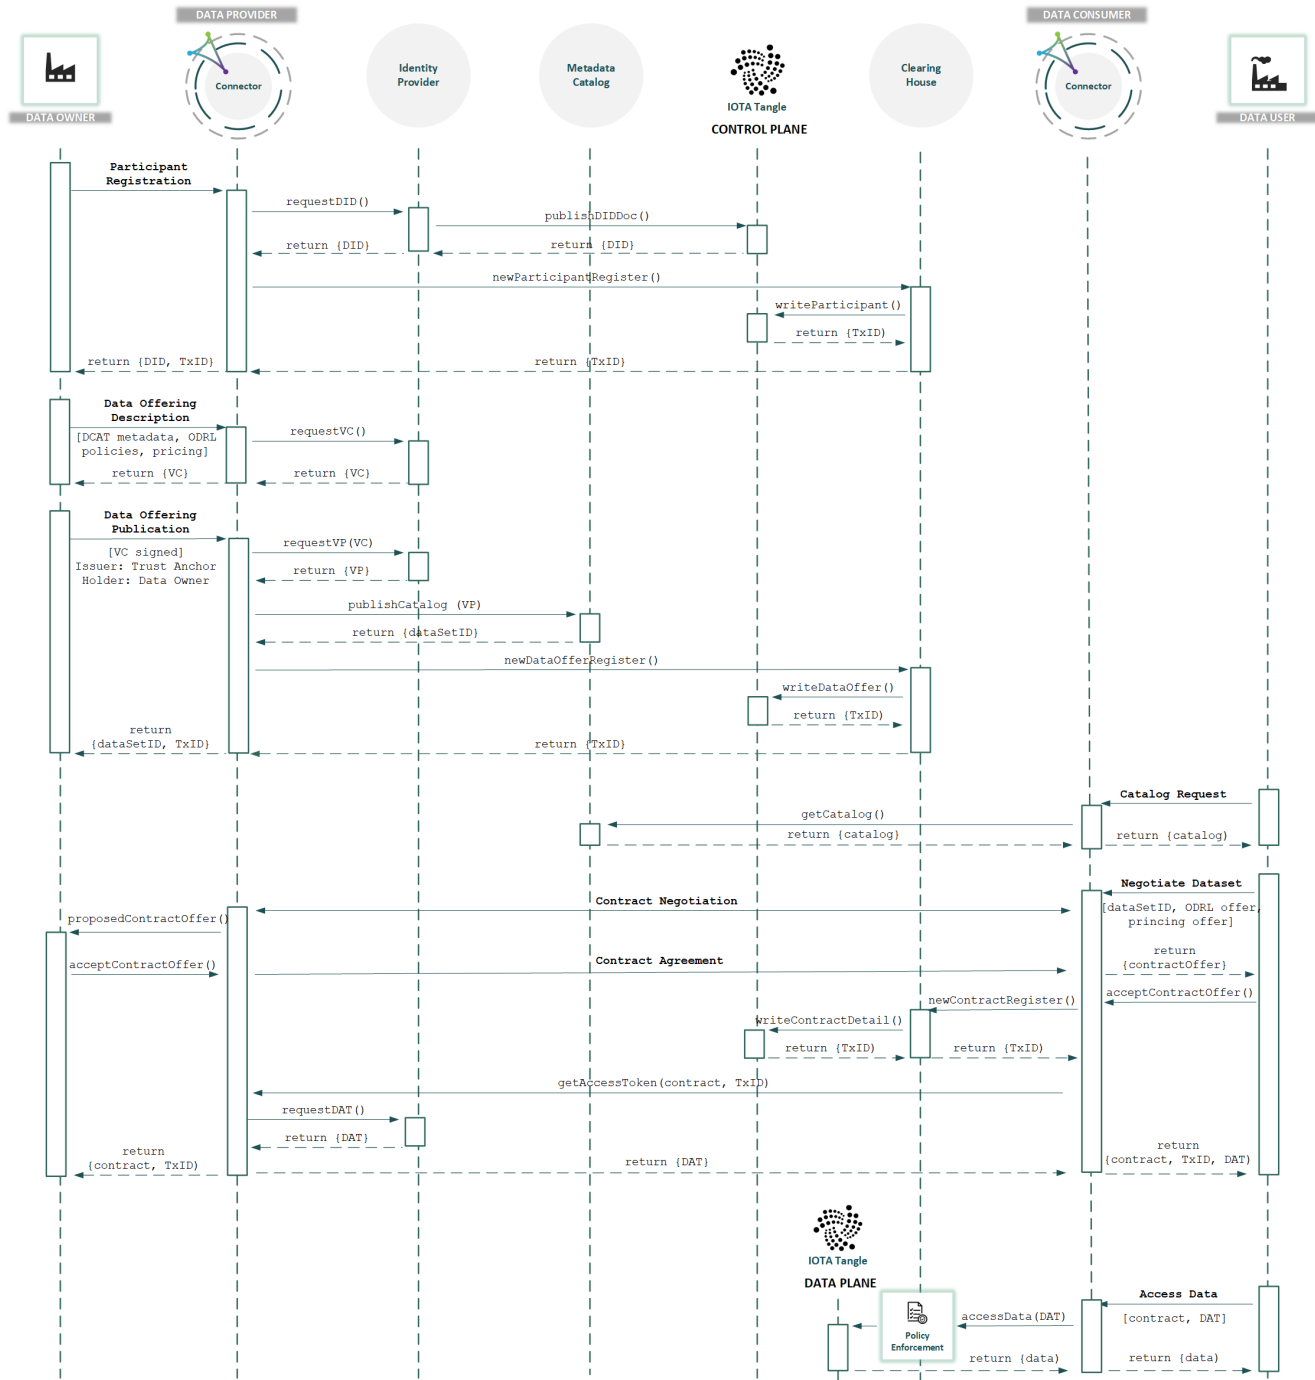 DATA PROVIDER
DATA CONSUMER
Connector
Identity
Provider
Metadata
Catalog
IOTA Tangle
CONTROL PLANE
Clearing
House
Connector
DATA OWNER
DATA USER
Participant
Registration
requestDID()
publishDIDDoc()
return {DID}
return {DID}
newParticipantRegister()
writeParticipant()
return {TxID)
return {DID, TxID}
return {TxID}
Data Offering
Description
[DCAT metadata, ODRL
policies, pricing]
requestVC()
return {VC}
return {VC}
Data Offering
Publication
[VC signed]
Issuer: Trust Anchor
Holder: Data Owner
requestVP(VC)
return {VP}
publishCatalog (VP)
return {dataSetID}
newDataOfferRegister()
writeDataOffer()
return {TxID)
return
{dataSetID, TxID}
return {TxID}
Catalog Request
getCatalog()
return {catalog}
return {catalog)
Negotiate Dataset
Contract Negotiation
[dataSetID, ODRL offer,
princing offer]
proposedContractOffer()
acceptContractOffer()
Contract Agreement
return
{contractOffer}
acceptContractOffer()
newContractRegister()
writeContractDetail()
return {TxID)
return {TxID)
getAccessToken(contract, TxID)
requestDAT()
return {DAT}
return
{contract, TxID)
return {DAT}
return
{contract, TxID, DAT)
IOTA Tangle
DATA PLANE
Access Data
[contract, DAT]
accessData(DAT)
Policy
Enforcement
return {data)
return {data)